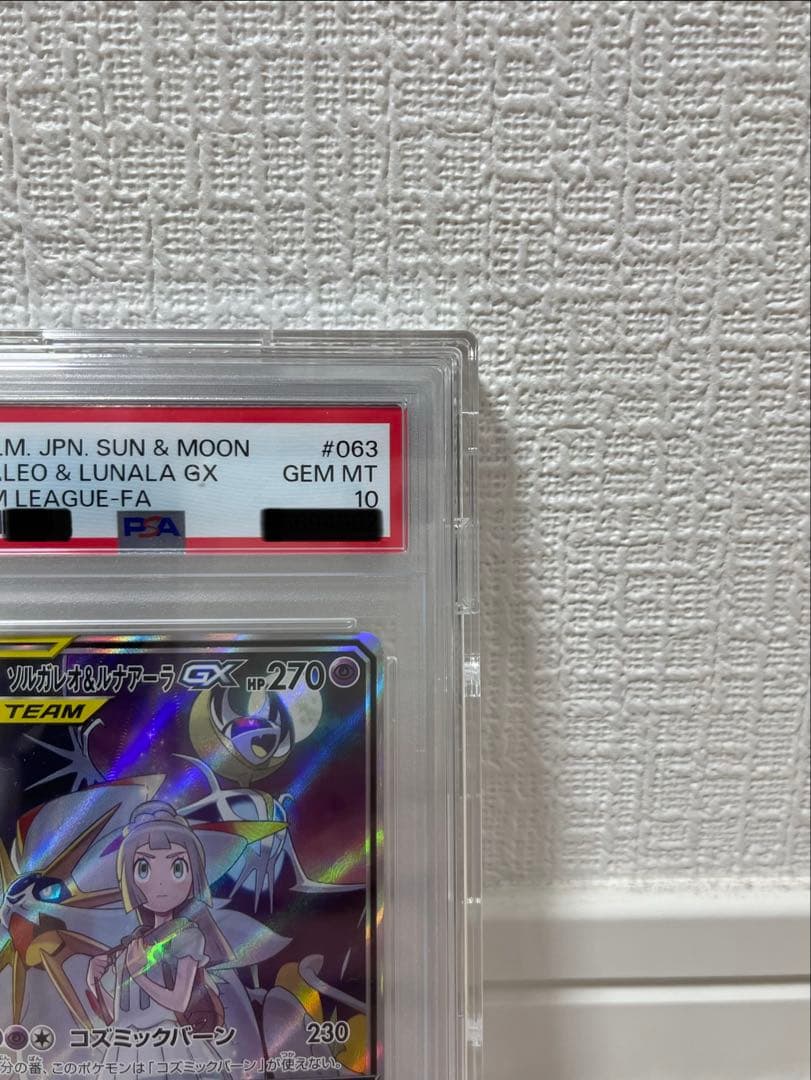 LM. JPN. SUN & MOON #063
ALEO & LUNALA GX GEM MT
M LEAGUE-FA 10
PSA
ソルガレオ&ルナアーラ GX HP 270
TEAM
コズミックバーン 230
分の番、このポケモンは「コズミックバーン」が使えない。